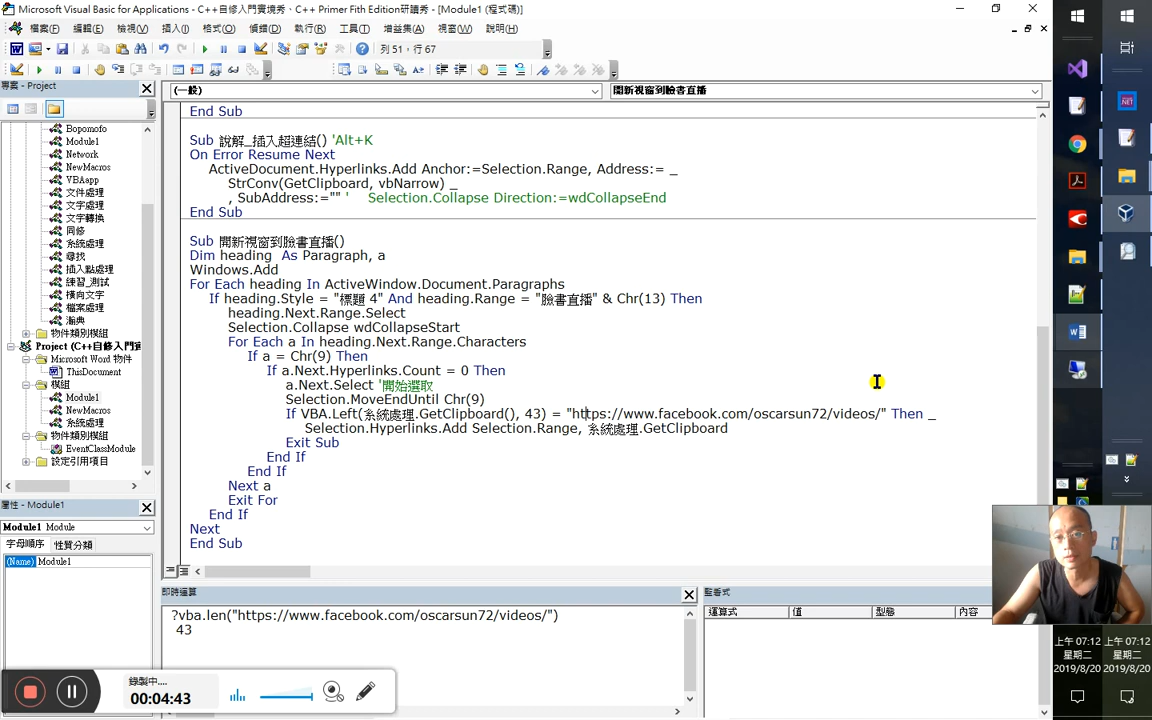 Microsoft Visual Basic for Applications - C++自修入門實境秀、C++ Primer Fith Edition研讀秀 - [Module1 (程式碼)]
檔案(F) 編輯(E) 檢視(V) 插入(I) 格式(O) 偵錯(D) 執行(R) 工具(T) 增益集(A) 視窗(W) 說明(H)
列 51，行 67
專案 - Project
Bopomofo
Module1
Network
NewMacros
VBAapp
文件處理
文字處理
文字轉換
同修
系統處理
尋找
插入點處理
練習_測試
橫向文字
檔案處理
瀚典
物件類別模組
Project (C++自修入門實
Microsoft Word 物件
ThisDocument
模組
Module1
NewMacros
系統處理
物件類別模組
EventClassModule
設定引用項目
屬性 - Module1
Module1 Module
字母順序 性質分類
(Name) Module1
(一般)
開新視窗到臉書直播
End Sub
Sub 說解_插入超連結() 'Alt+K
On Error Resume Next
ActiveDocument.Hyperlinks.Add Anchor:=Selection.Range, Address:= _
StrConv(GetClipboard, vbNarrow) _
, SubAddress:="" ' Selection.Collapse Direction:=wdCollapseEnd
End Sub
Sub 開新視窗到臉書直播()
Dim heading As Paragraph, a
Windows.Add
For Each heading In ActiveWindow.Document.Paragraphs
If heading.Style = "標題 4" And heading.Range = "臉書直播" & Chr(13) Then
heading.Next.Range.Select
Selection.Collapse wdCollapseStart
For Each a In heading.Next.Range.Characters
If a = Chr(9) Then
If a.Next.Hyperlinks.Count = 0 Then
a.Next.Select '開始選取
Selection.MoveEndUntil Chr(9)
If VBA.Left(系統處理.GetClipboard(), 43) = "https://www.facebook.com/oscarsun72/videos/" Then _
Selection.Hyperlinks.Add Selection.Range, 系統處理.GetClipboard
Exit Sub
End If
End If
Next a
Exit For
End If
Next
End Sub
即時運算
?vba.len("https://www.facebook.com/oscarsun72/videos/")
43
監看式
運算式 值 型態 內容
錄製中....
00:04:43
上午 07:12
星期二
2019/8/20
上午 07:12
星期二
2019/8/20